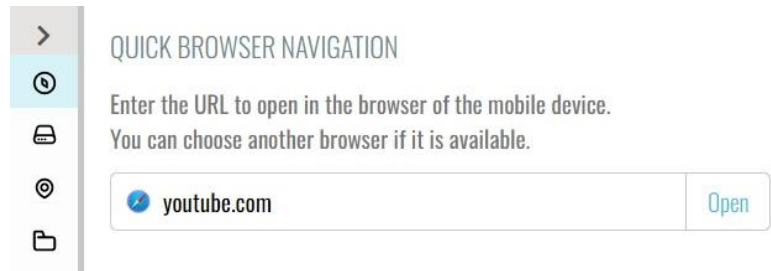 QUICK BROWSER NAVIGATION
Enter the URL to open in the browser of the mobile device.
You can choose another browser if it is available.
youtube.com Open